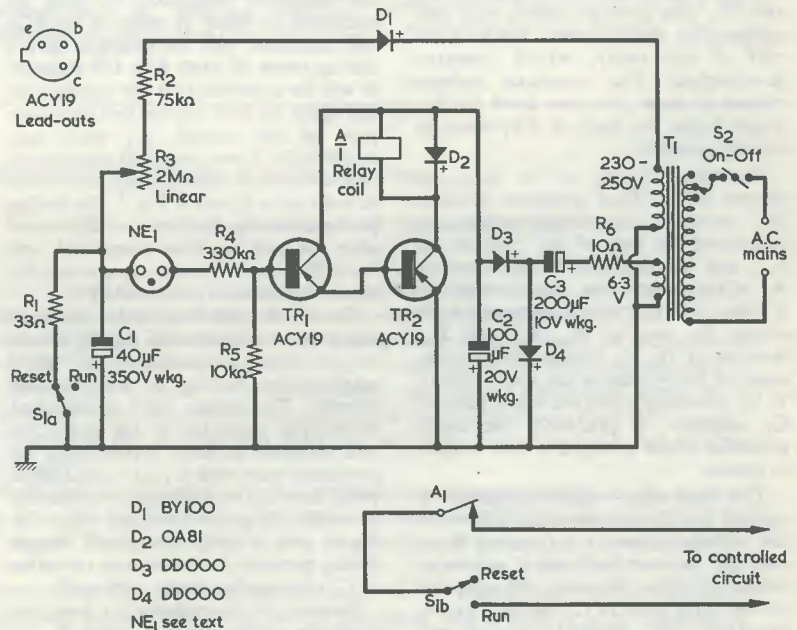 e b
c
ACY19
Lead-outs
D1 +
R2
75kΩ
R3
2MΩ
Linear
NE1
R4
330kΩ
R1
33Ω
Reset Run
S1a
C1
+ 40μF
350V wkg.
R5
10kΩ
A
1
Relay
coil
D2
+
TR1
ACY19
TR2
ACY19
D3
+
C2
100
μF
+ 20V
wkg.
C3
+
200μF
10V wkg.
D4
+
R6
10Ω
230-
250V
6·3
V
T1
S2
On-Off
A.C.
mains
D1 BY100
D2 OA81
D3 DD000
D4 DD000
NE1 see text
A1
S1b
Reset
Run
To controlled
circuit